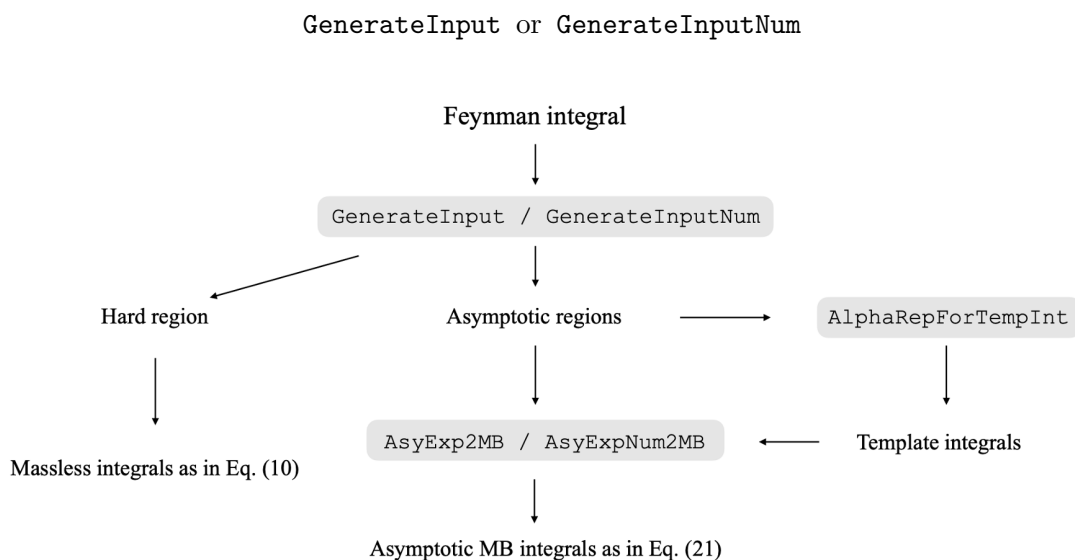 GenerateInput or GenerateInputNum
Feynman integral
GenerateInput / GenerateInputNum
Hard region
Asymptotic regions
AlphaRepForTempInt
AsyExp2MB / AsyExpNum2MB
Template integrals
Massless integrals as in Eq. (10)
Asymptotic MB integrals as in Eq. (21)